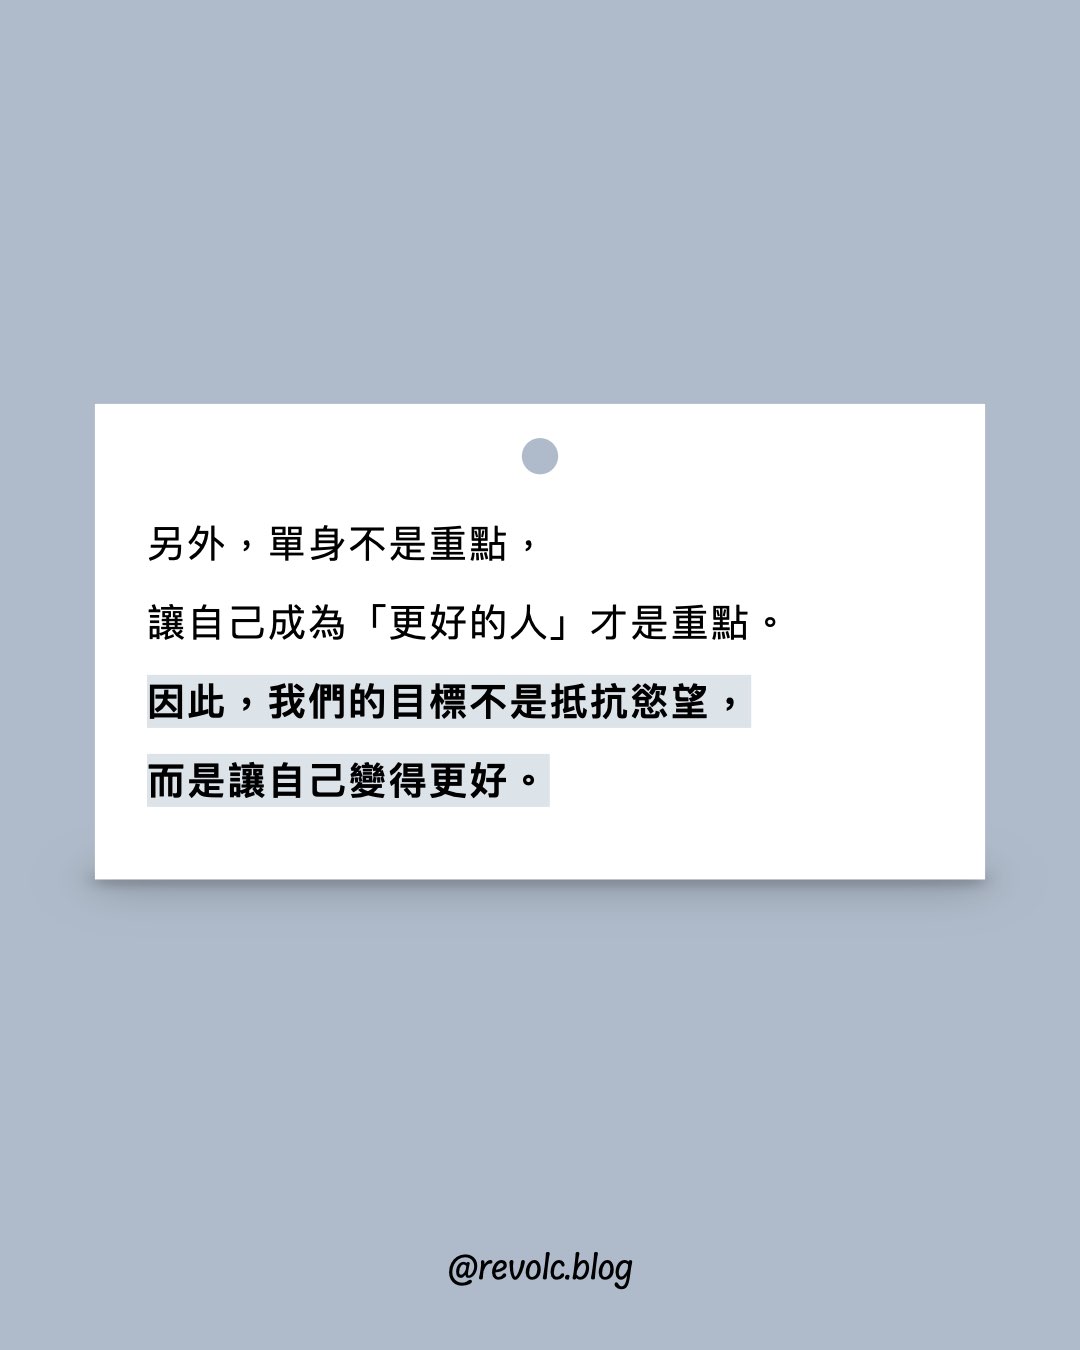 另外，單身不是重點，
讓自己成為「更好的人」才是重點。
因此，我們的目標不是抵抗慾望，
而是讓自己變得更好。
@revolc.blog